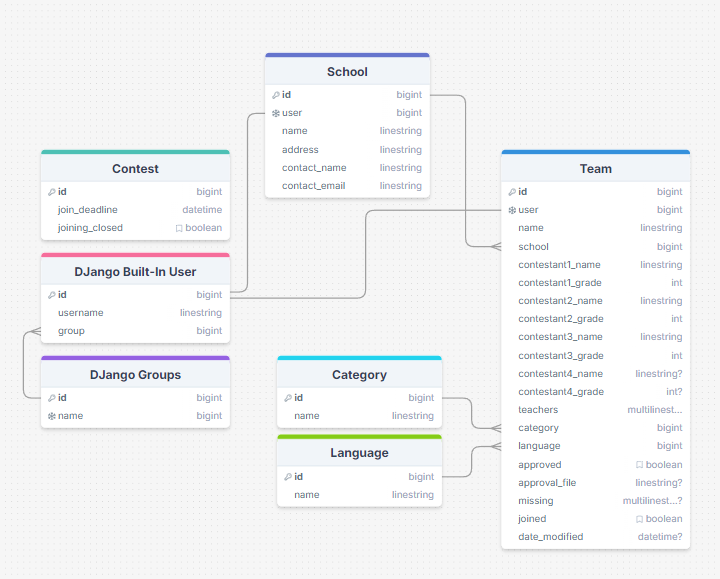 School
id bigint
user bigint
name linestring
address linestring
contact_name linestring
contact_email linestring
Contest
id bigint
join_deadline datetime
joining_closed boolean
DJango Built-In User
id bigint
username linestring
group bigint
DJango Groups
id bigint
name bigint
Category
id bigint
name linestring
Language
id bigint
name linestring
Team
id bigint
user bigint
name linestring
school bigint
contestant1_name linestring
contestant1_grade int
contestant2_name linestring
contestant2_grade int
contestant3_name linestring
contestant3_grade int
contestant4_name linestring?
contestant4_grade int?
teachers multilinest...
category bigint
language bigint
approved boolean
approval_file linestring?
missing multilinest...?
joined boolean
date_modified datetime?